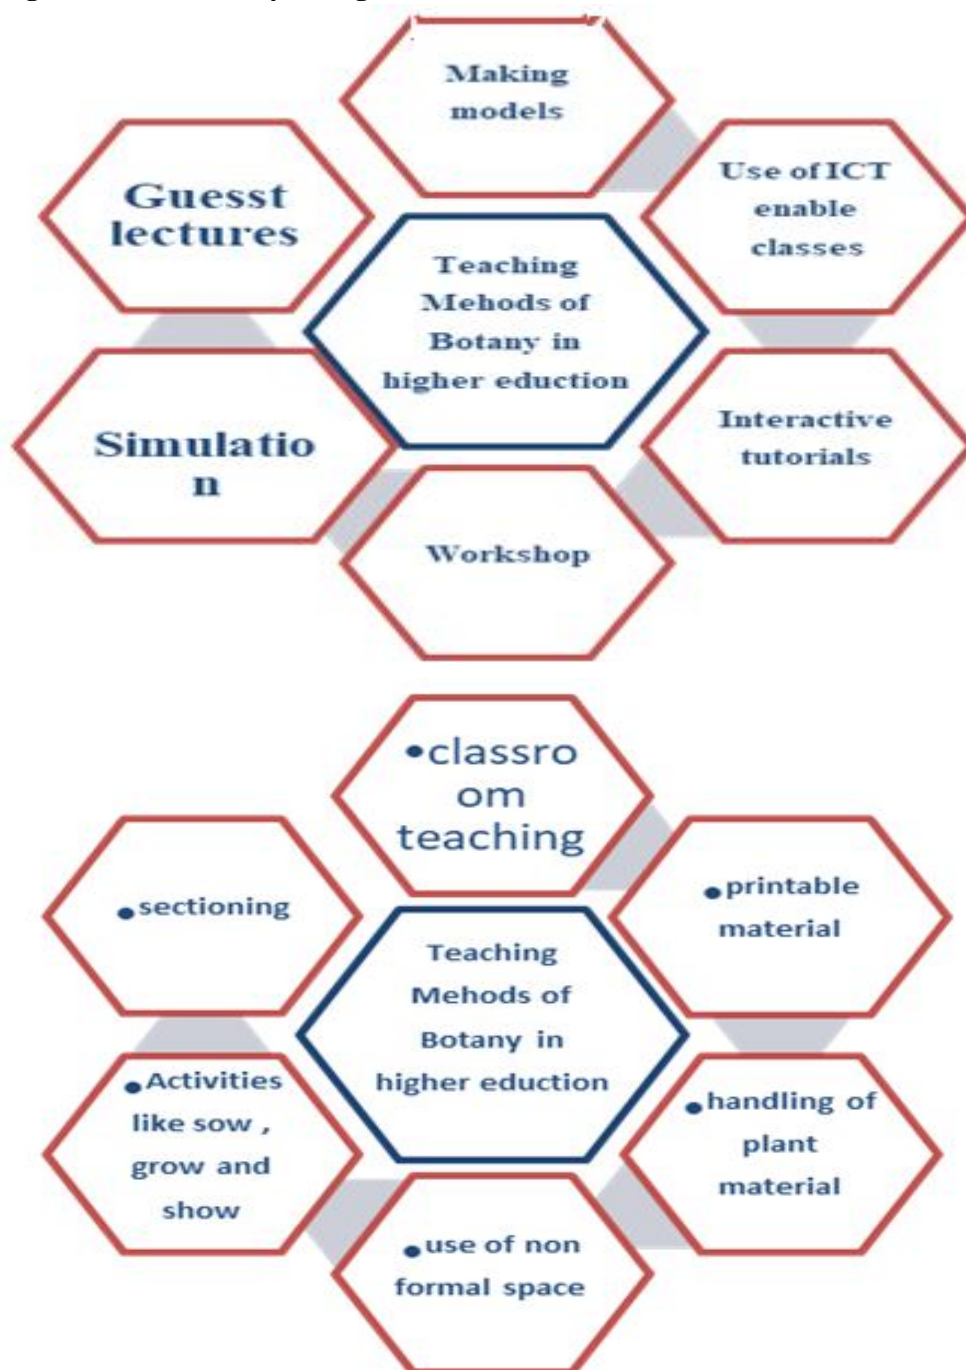 Making
models
Use of ICT
enable
classes
Guesst
lectures
Teaching
Mehods of
Botany in
higher eduction
Interactive
tutorials
Simulatio
n
Workshop
•classro
om
teaching
•printable
material
•sectioning
Teaching
Mehods of
Botany in
higher eduction
•handling of
plant
material
•Activities
like sow ,
grow and
show
•use of non
formal space